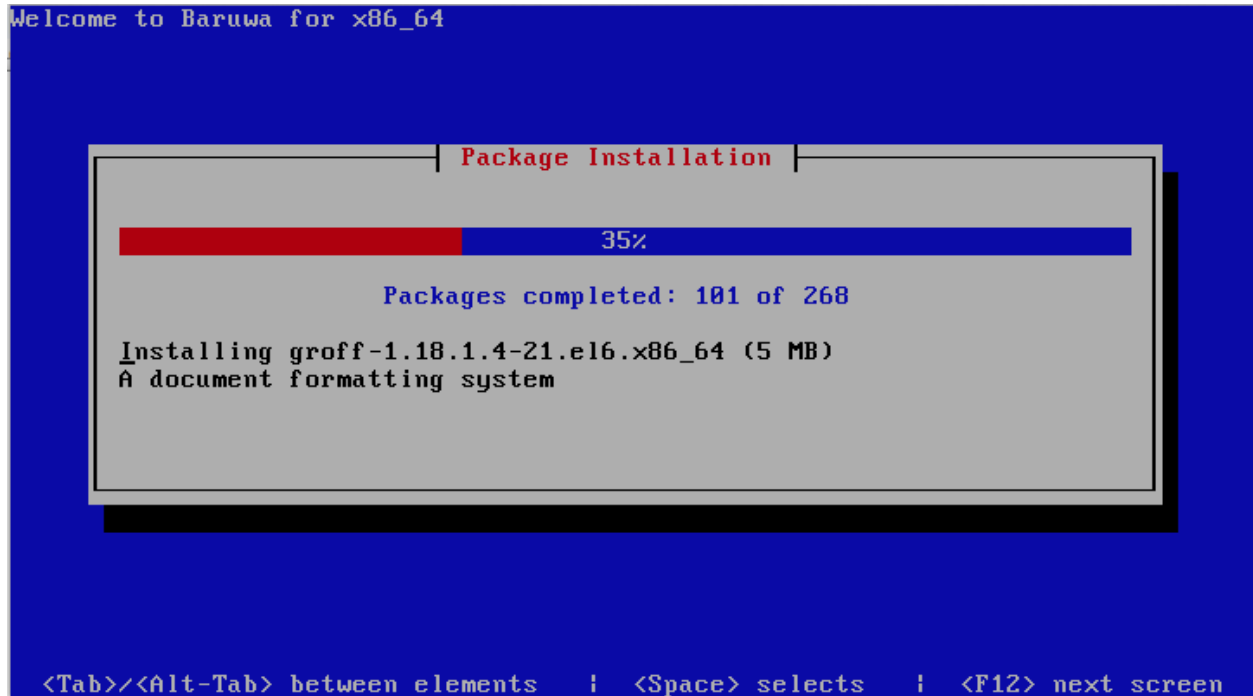 Welcome to Baruwa for x86_64
Package Installation
35%
Packages completed: 101 of 268
Installing groff-1.18.1.4-21.el6.x86_64 (5 MB)
A document formatting system
<Tab>/<Alt-Tab> between elements | <Space> selects | <F12> next screen